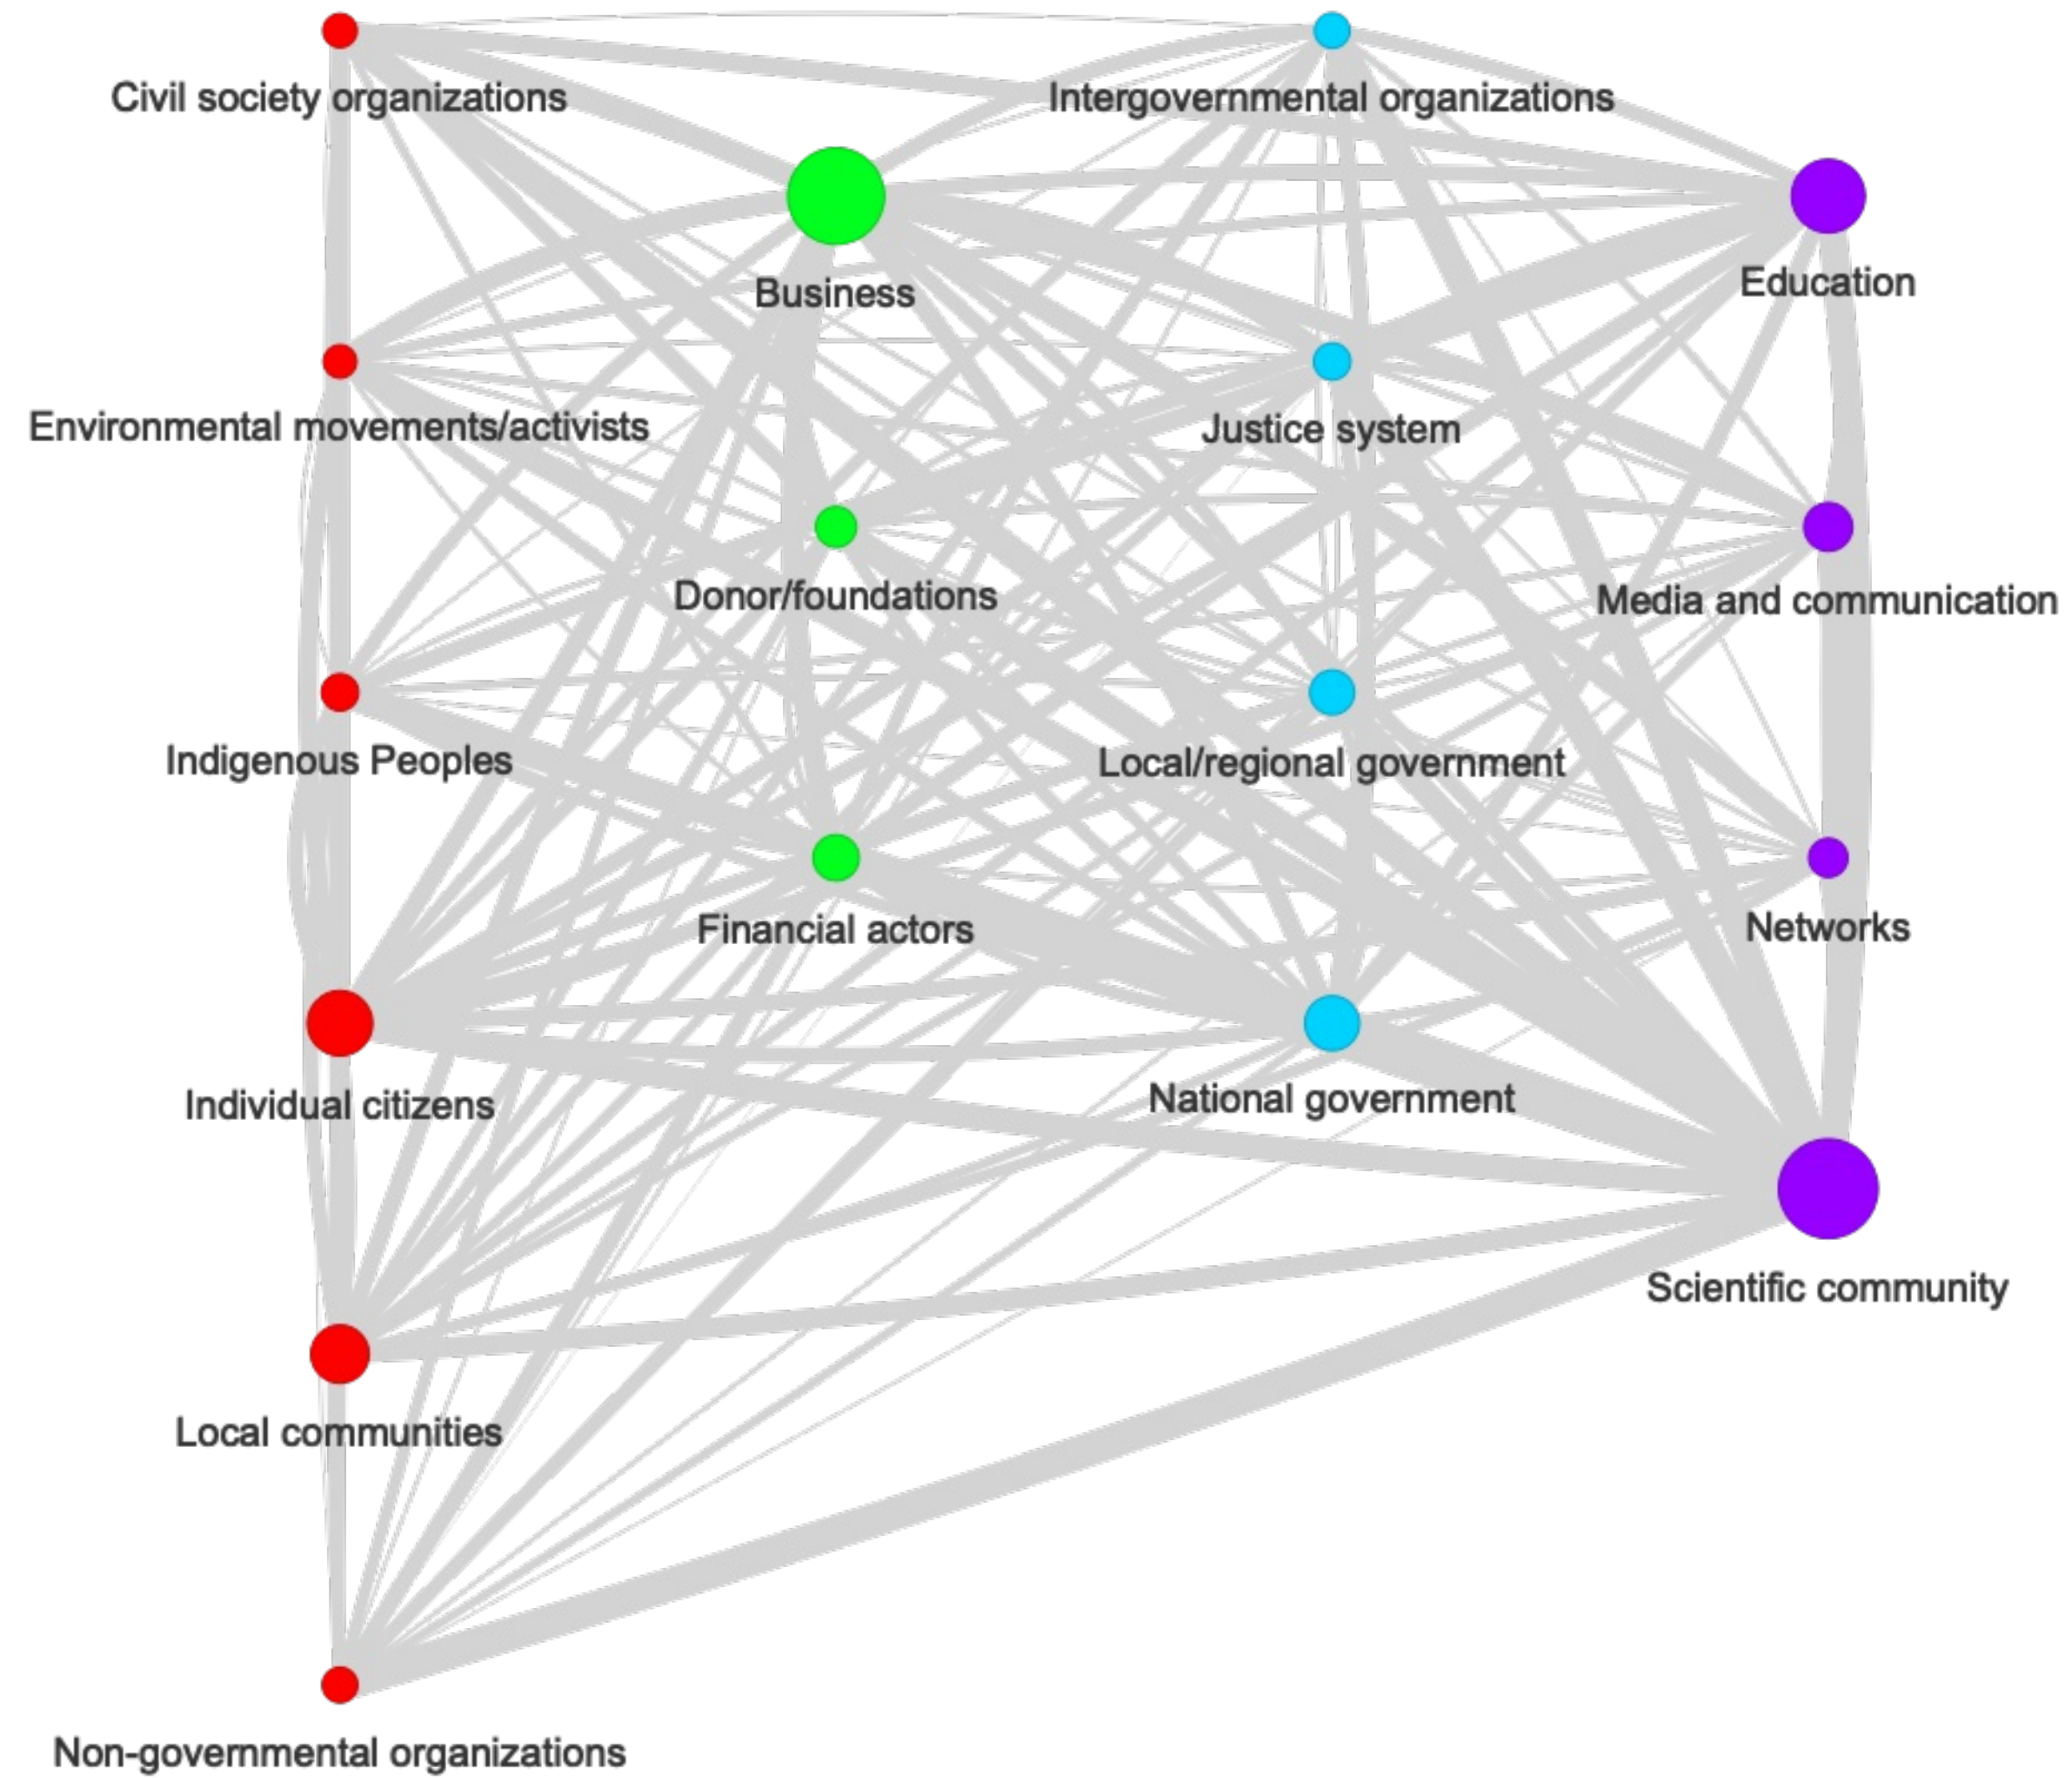 Civil society organizations
Intergovernmental organizations
Business
Education
Environmental movements/activists
Justice system
Donor/foundations
Media and communication
Indigenous Peoples
Local/regional government
Financial actors
Networks
Individual citizens
National government
Scientific community
Local communities
Non-governmental organizations